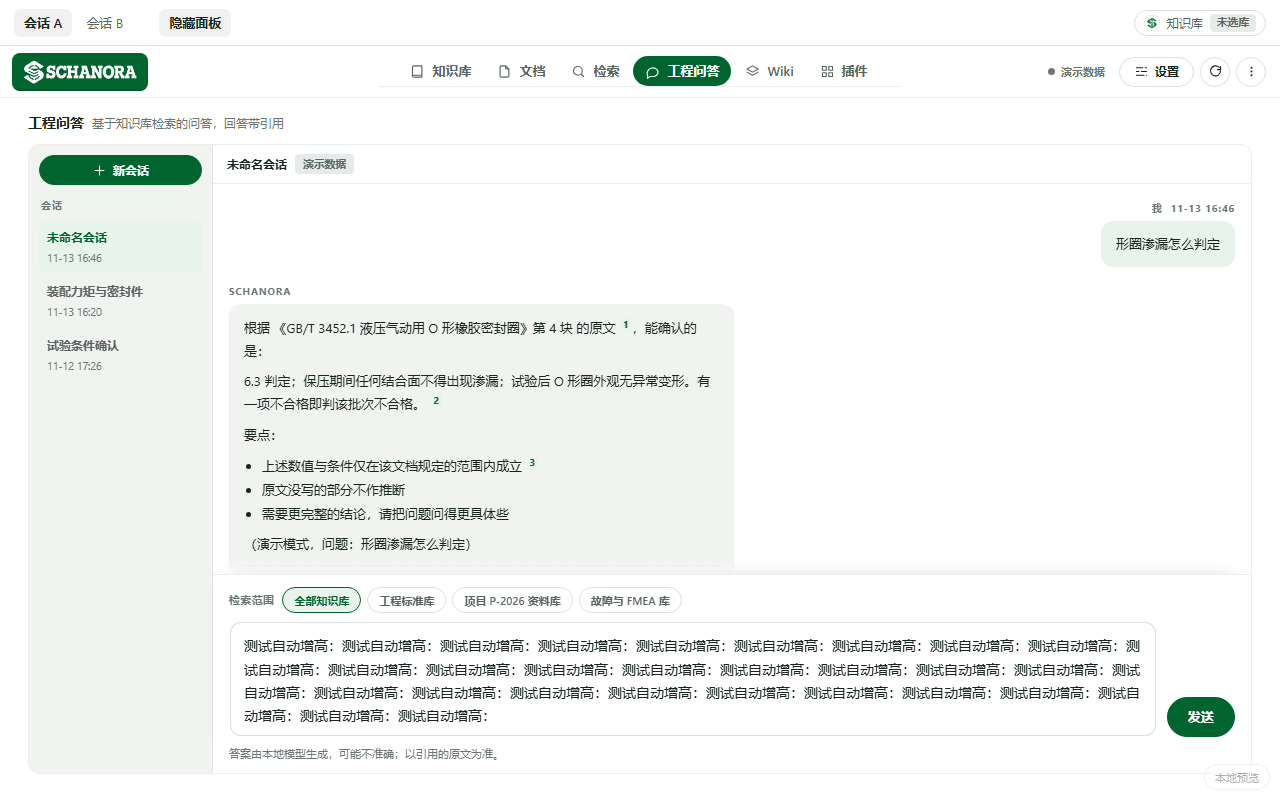 会话 A 会话 B 隐藏面板 知识库 未选库
SCHANORA 知识库 文档 检索 工程问答 Wiki 插件 演示数据 设置
工程问答 基于知识库检索的问答，回答带引用
新会话
会话
未命名会话
11-13 16:46
装配力矩与密封件
11-13 16:20
试验条件确认
11-12 17:26
未命名会话 演示数据
我 11-13 16:46
形圈渗漏怎么判定
SCHANORA
根据 《GB/T 3452.1 液压气动用 O 形橡胶密封圈》第 4 块 的原文 1，能确认的
是：
6.3 判定；保压期间任何结合面不得出现渗漏；试验后 O 形圈外观无异常变形。有
一项不合格即判该批次不合格。 2
要点：
• 上述数值与条件仅在该文档规定的范围内成立 3
• 原文没写的部分不作推断
• 需要更完整的结论，请把问题问得更具体些
（演示模式，问题：形圈渗漏怎么判定）
检索范围 全部知识库 工程标准库 项目 P-2026 资料库 故障与 FMEA 库
测试自动增高：测试自动增高：测试自动增高：测试自动增高：测试自动增高：测试自动增高：测试自动增高：测试自动增高：测试自动增高：测
试自动增高：测试自动增高：测试自动增高：测试自动增高：测试自动增高：测试自动增高：测试自动增高：测试自动增高：测试自动增高：测试
自动增高：测试自动增高：测试自动增高：测试自动增高：测试自动增高：测试自动增高：测试自动增高：测试自动增高：测试自动增高：测试自
动增高：测试自动增高：测试自动增高：
发送
答案由本地模型生成，可能不准确；以引用的原文为准。
本地预览